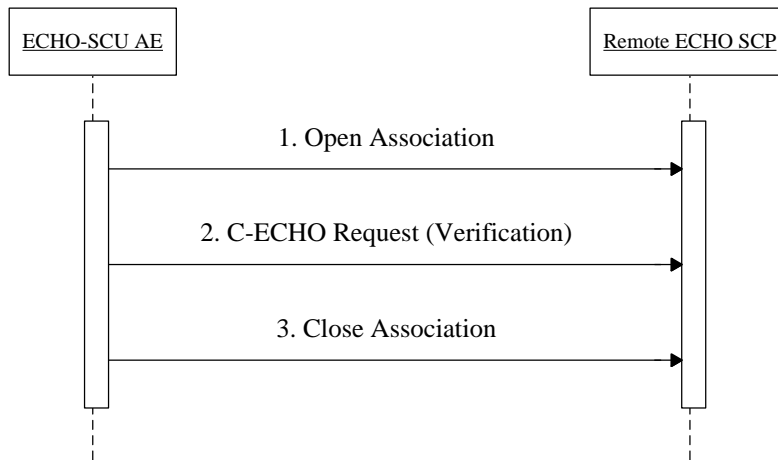 ECHO-SCU AE
Remote ECHO SCP
1. Open Association
2. C-ECHO Request (Verification)
3. Close Association